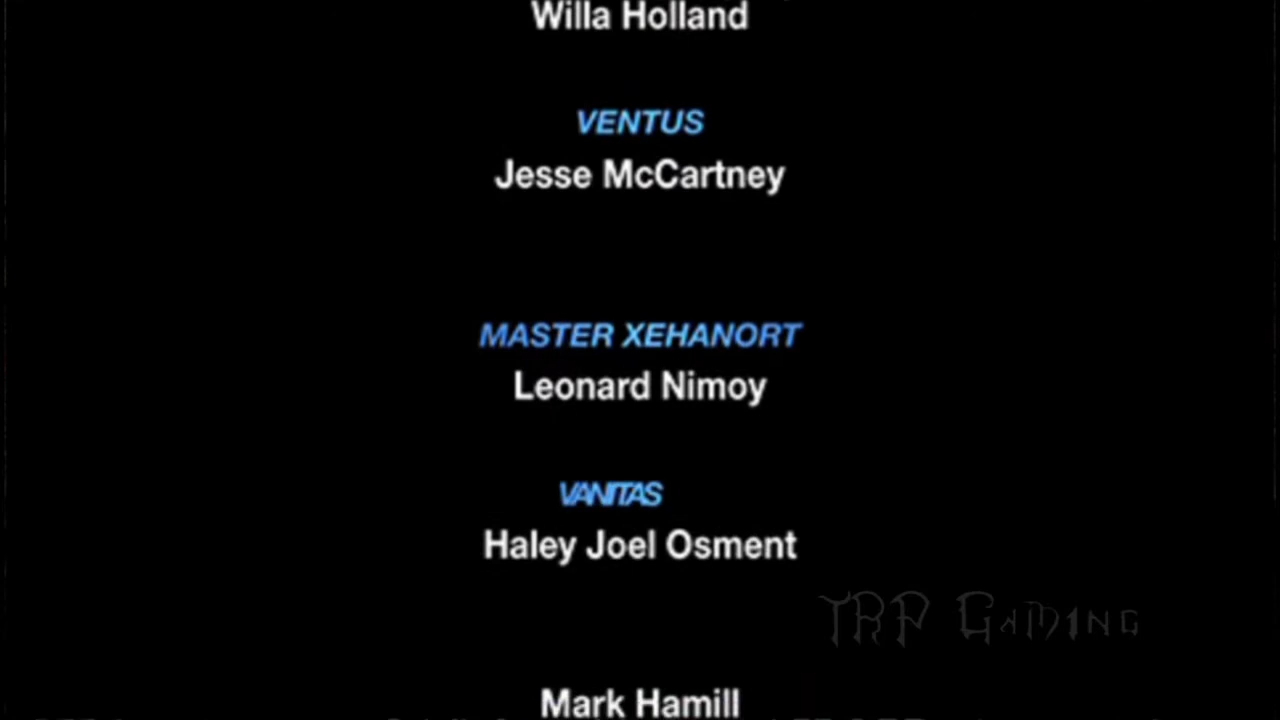 Willa Holland
VENTUS
Jesse McCartney
MASTER XEHANORT
Leonard Nimoy
VANITAS
Haley Joel Osment
TRP GAMING
Mark Hamill